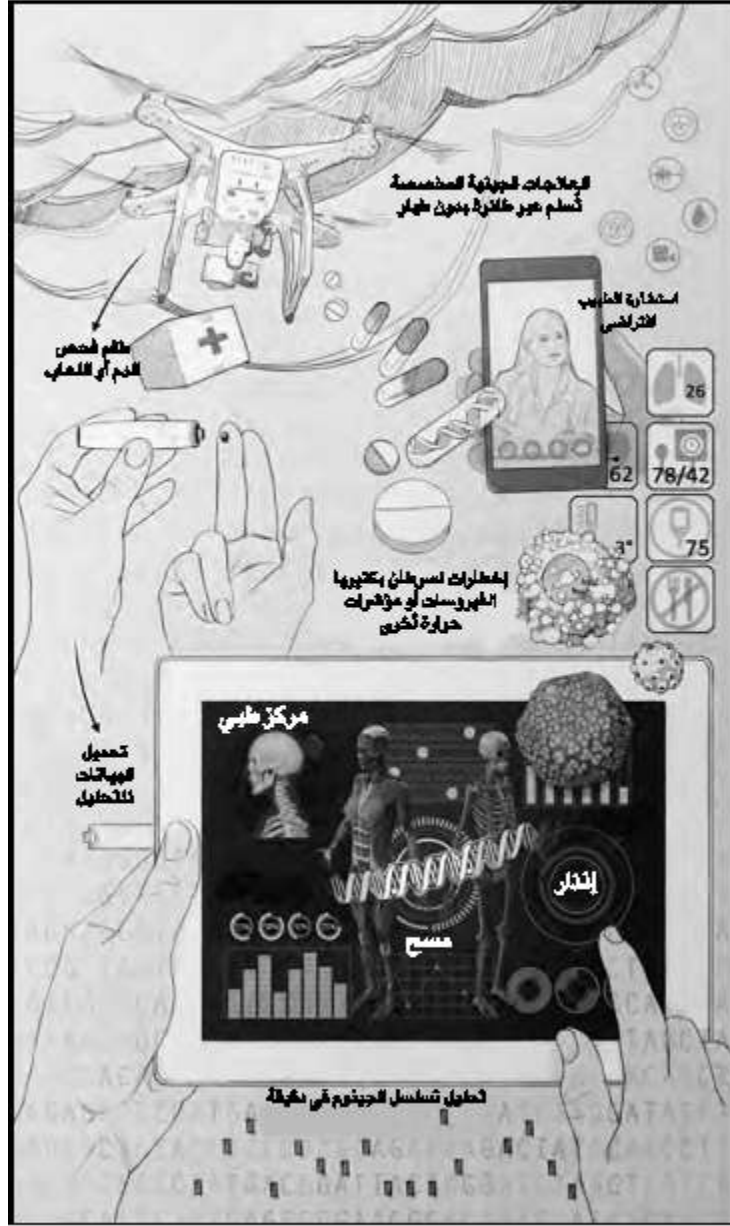 العلاجات الجينية المخصصة
تُسلم عبر طائرة بدون طيار
استشارة الطبيب
افتراضي
طقم فحص
الدم أو اللعاب
26
62
78/42
3°
75
إخطارات لسرطان بكتيريا
الفيروسات أو مؤشرات
حرارة أخرى
مركز طبي
تحميل
البيانات
للتحليل
إنذار
مسح
تحليل تسلسل الجينوم في دقيقة